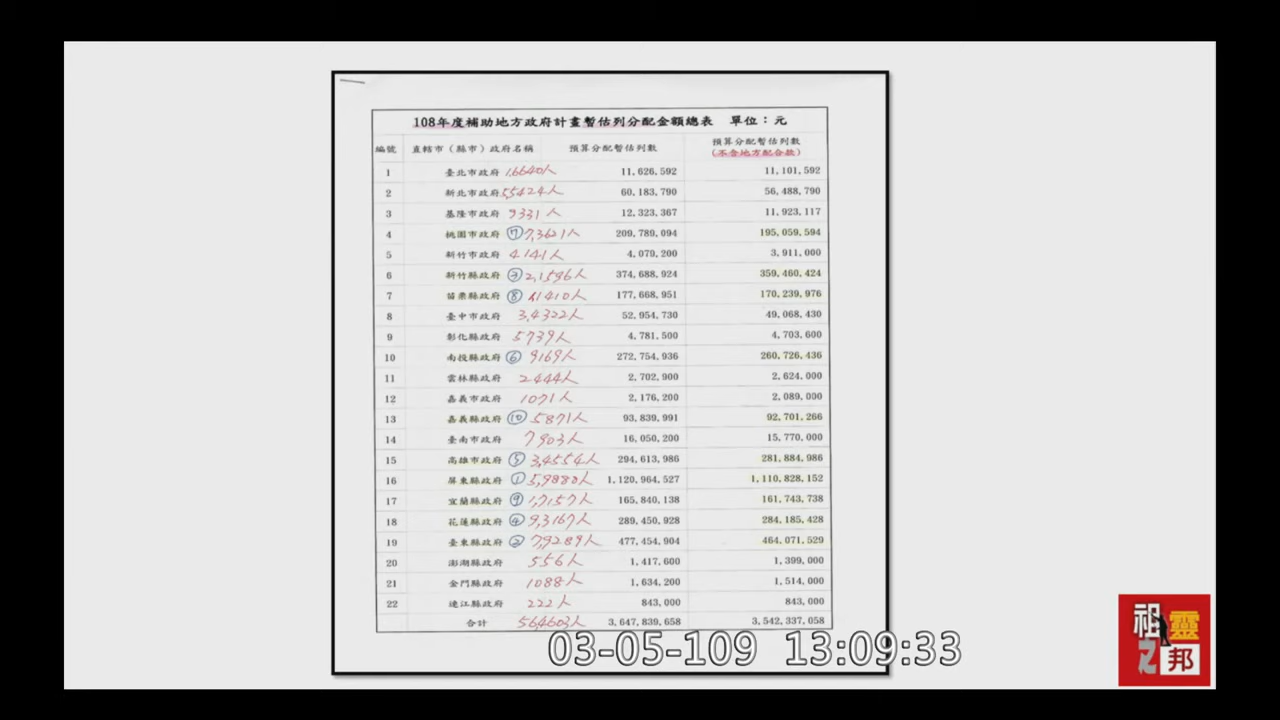 108年度補助地方政府計畫暫估列分配金額總表 單位：元
編號 直轄市（縣市）政府名稱 預算分配暫估列數 預算分配暫估列數（不含地方配合款）
1 臺北市政府 1,6640人 11,626,592 11,101,592
2 新北市政府 5,5424人 60,183,790 56,488,790
3 基隆市政府 9331人 12,323,367 11,923,117
4 桃園市政府 ⑦ 7,3621人 209,789,094 195,059,594
5 新竹市政府 4141人 4,079,200 3,911,000
6 新竹縣政府 ③ 2,1596人 374,688,924 359,460,424
7 苗栗縣政府 ⑧ 1,1410人 177,668,951 170,239,976
8 臺中市政府 3,4322人 52,954,730 49,068,430
9 彰化縣政府 5739人 4,781,500 4,703,600
10 南投縣政府 ⑥ 9169人 272,754,936 260,726,436
11 雲林縣政府 2444人 2,702,900 2,624,000
12 嘉義市政府 1071人 2,176,200 2,089,000
13 嘉義縣政府 ⑩ 5871人 93,839,991 92,701,266
14 臺南市政府 7903人 16,050,200 15,770,000
15 高雄市政府 ⑤ 3,4554人 294,613,986 281,884,986
16 屏東縣政府 ① 5,9880人 1,120,964,527 1,110,828,152
17 宜蘭縣政府 ⑨ 1,7157人 165,840,138 161,743,738
18 花蓮縣政府 ④ 9,3167人 289,450,928 284,185,428
19 臺東縣政府 ② 7,9289人 477,454,904 464,071,529
20 澎湖縣政府 556人 1,417,600 1,399,000
21 金門縣政府 1088人 1,634,200 1,514,000
22 連江縣政府 222人 843,000 843,000
合計 56,4603人 3,647,839,658 3,542,337,058
03-05-109 13:09:33
祖靈之邦